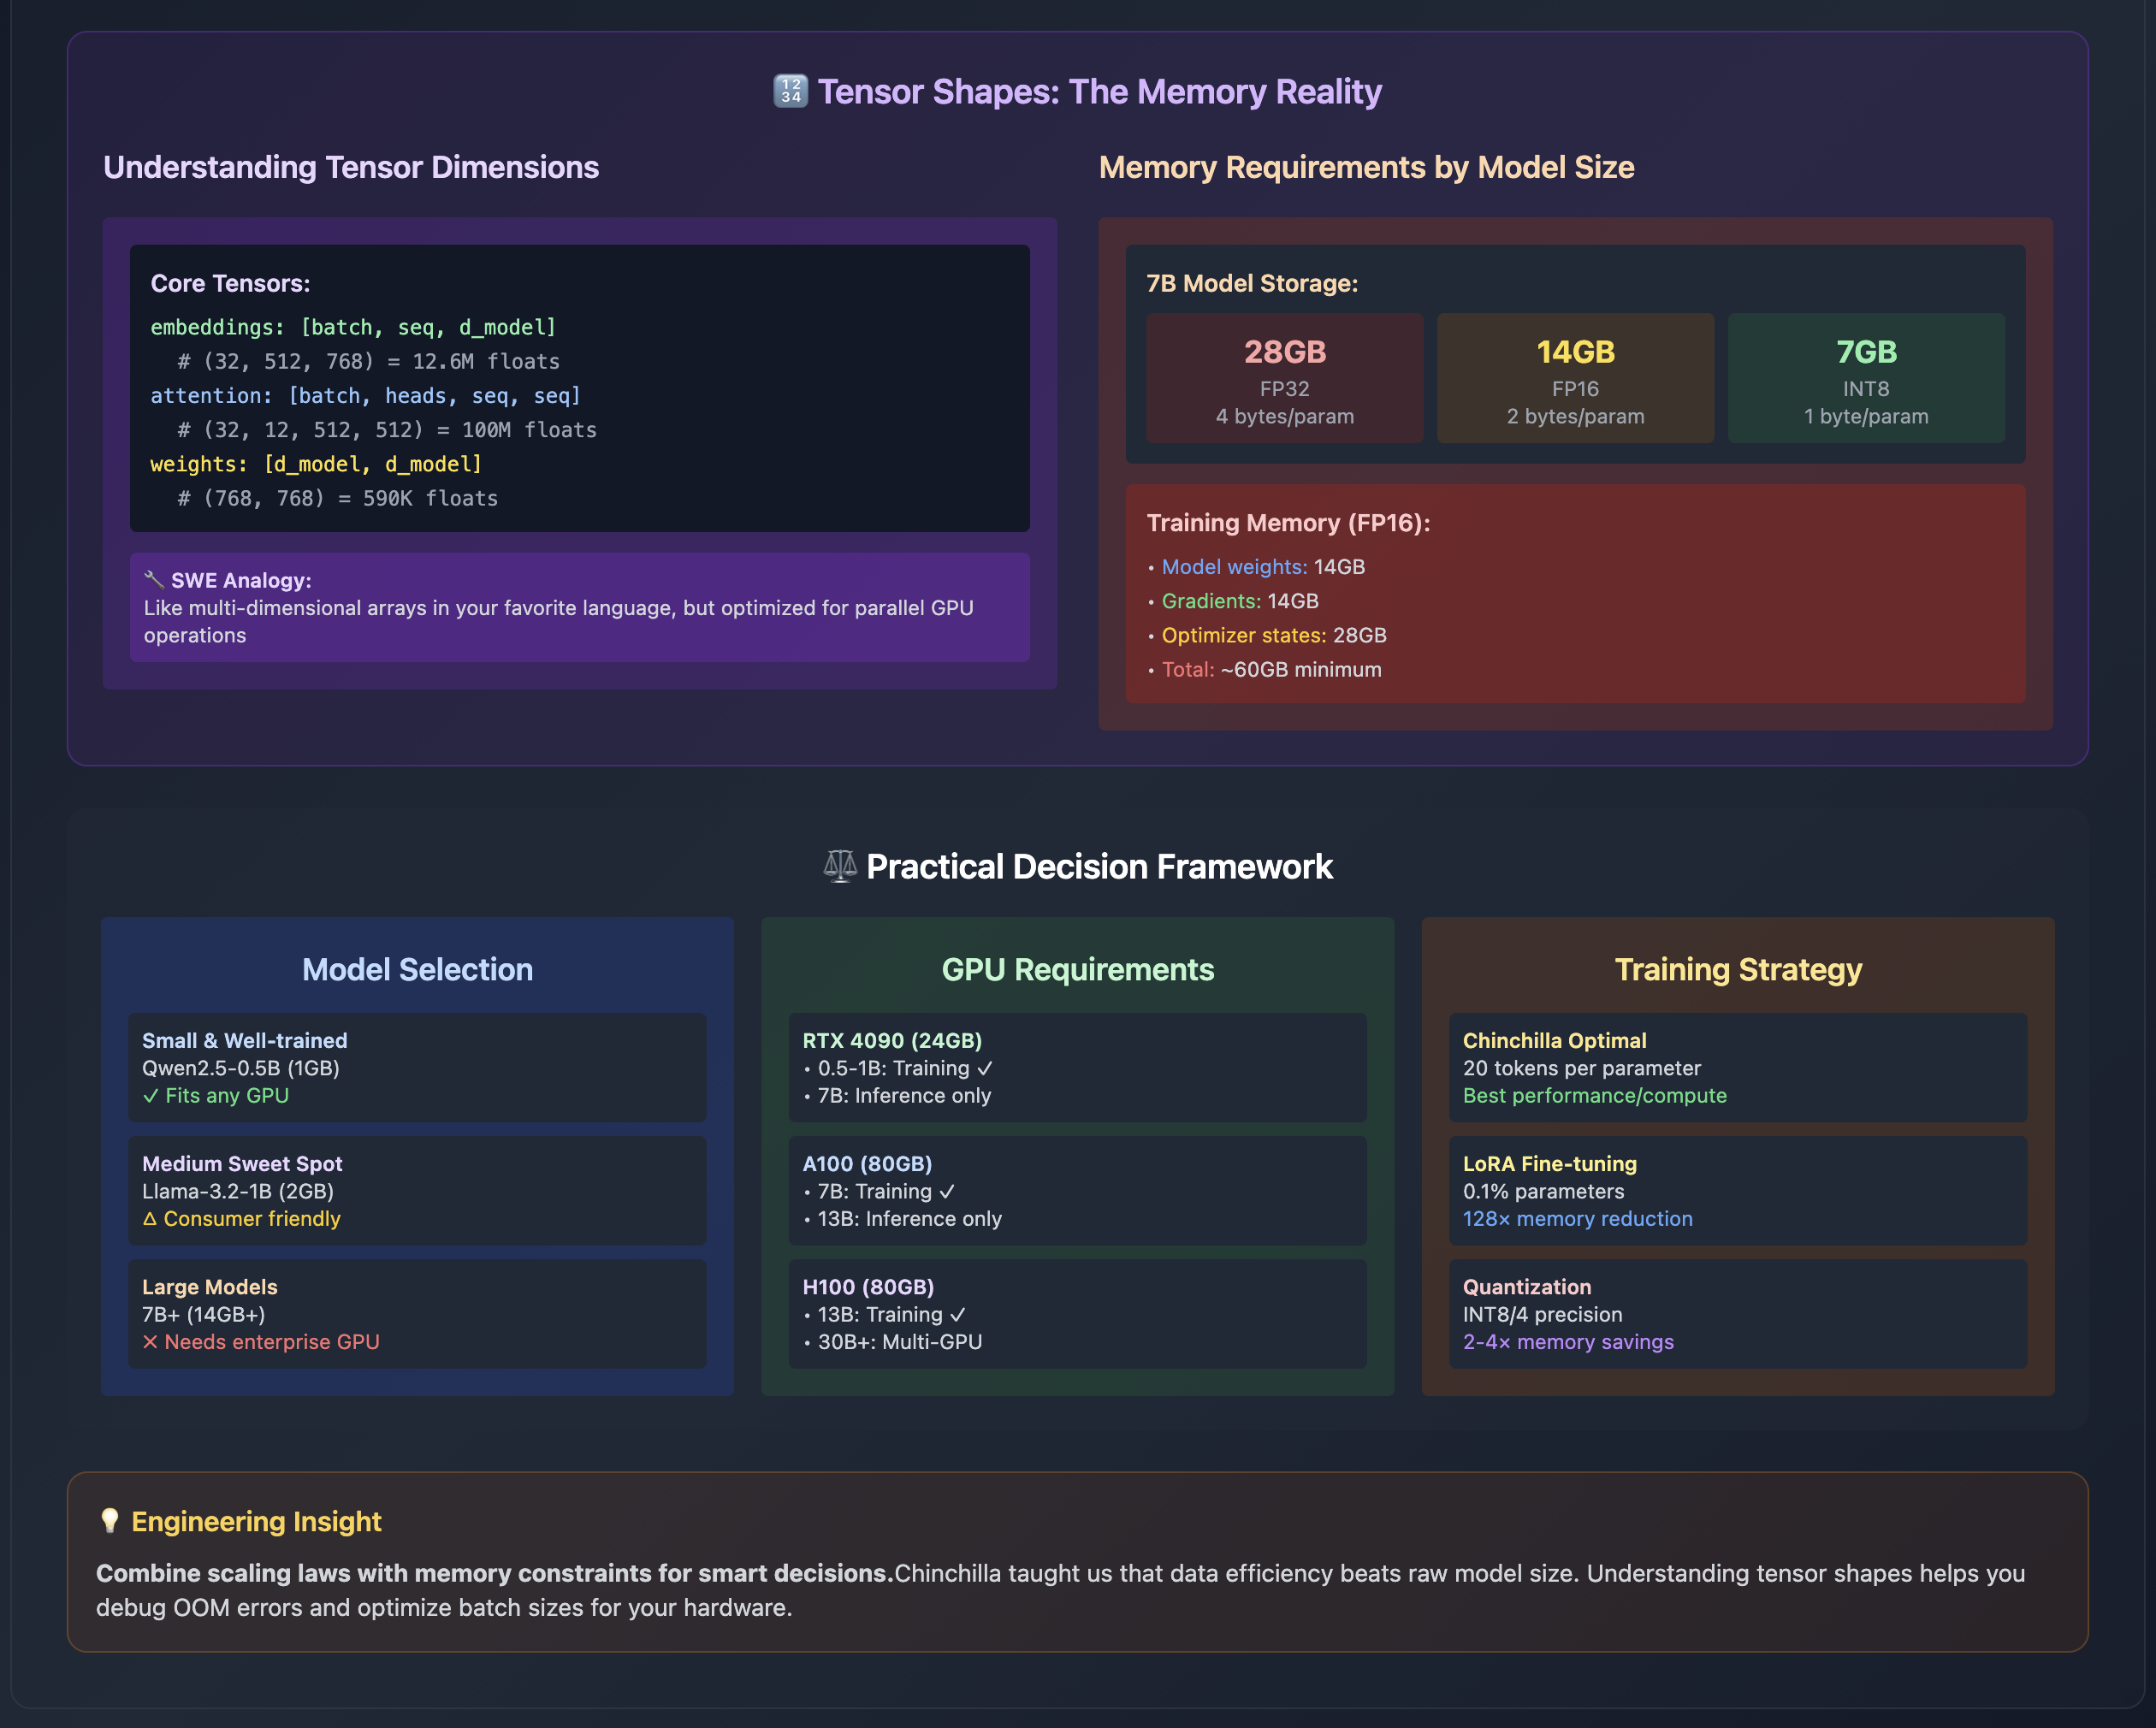 🔢 Tensor Shapes: The Memory Reality
Understanding Tensor Dimensions
Core Tensors:
embeddings: [batch, seq, d_model]
# (32, 512, 768) = 12.6M floats
attention: [batch, heads, seq, seq]
# (32, 12, 512, 512) = 100M floats
weights: [d_model, d_model]
# (768, 768) = 590K floats
🔧 SWE Analogy:
Like multi-dimensional arrays in your favorite language, but optimized for parallel GPU
operations
Memory Requirements by Model Size
7B Model Storage:
28GB
FP32
4 bytes/param
14GB
FP16
2 bytes/param
7GB
INT8
1 byte/param
Training Memory (FP16):
• Model weights: 14GB
• Gradients: 14GB
• Optimizer states: 28GB
• Total: ~60GB minimum
⚖️ Practical Decision Framework
Model Selection
Small & Well-trained
Qwen2.5-0.5B (1GB)
✓ Fits any GPU
Medium Sweet Spot
Llama-3.2-1B (2GB)
△ Consumer friendly
Large Models
7B+ (14GB+)
✕ Needs enterprise GPU
GPU Requirements
RTX 4090 (24GB)
• 0.5-1B: Training ✓
• 7B: Inference only
A100 (80GB)
• 7B: Training ✓
• 13B: Inference only
H100 (80GB)
• 13B: Training ✓
• 30B+: Multi-GPU
Training Strategy
Chinchilla Optimal
20 tokens per parameter
Best performance/compute
LoRA Fine-tuning
0.1% parameters
128× memory reduction
Quantization
INT8/4 precision
2-4× memory savings
💡 Engineering Insight
Combine scaling laws with memory constraints for smart decisions.Chinchilla taught us that data efficiency beats raw model size. Understanding tensor shapes helps you
debug OOM errors and optimize batch sizes for your hardware.